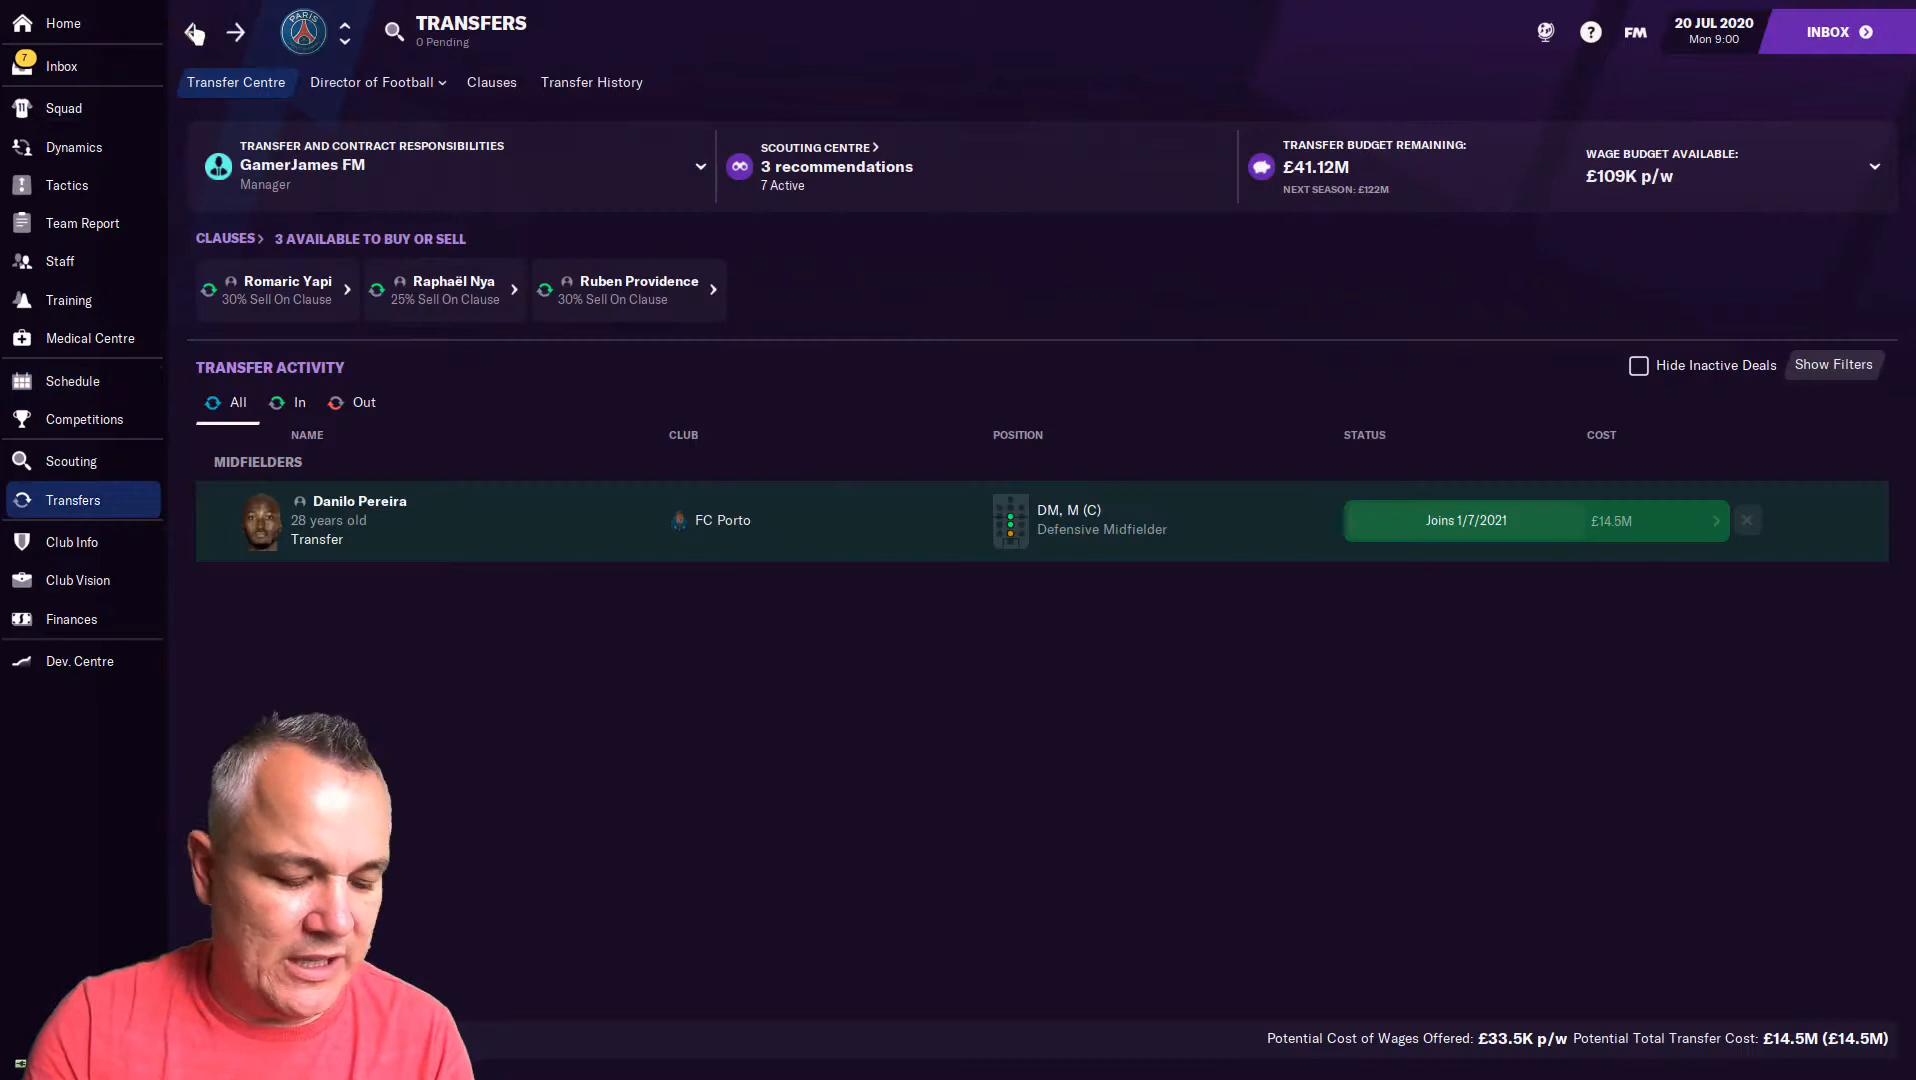 Home
7
Inbox
Squad
Dynamics
Tactics
Team Report
Staff
Training
Medical Centre
Schedule
Competitions
Scouting
Transfers
Club Info
Club Vision
Finances
Dev. Centre
PARIS
TRANSFERS
0 Pending
?
FM
20 JUL 2020
Mon 9:00
INBOX
Transfer Centre
Director of Football
Clauses
Transfer History
TRANSFER AND CONTRACT RESPONSIBILITIES
GamerJames FM
Manager
SCOUTING CENTRE
3 recommendations
7 Active
TRANSFER BUDGET REMAINING:
£41.12M
NEXT SEASON: £122M
WAGE BUDGET AVAILABLE:
£109K p/w
CLAUSES 3 AVAILABLE TO BUY OR SELL
Romaric Yapi
30% Sell On Clause
Raphaël Nya
25% Sell On Clause
Ruben Providence
30% Sell On Clause
TRANSFER ACTIVITY
Hide Inactive Deals
Show Filters
All
In
Out
NAME
CLUB
POSITION
STATUS
COST
MIDFIELDERS
Danilo Pereira
28 years old
Transfer
FC Porto
DM, M (C)
Defensive Midfielder
Joins 1/7/2021
£14.5M
Potential Cost of Wages Offered: £33.5K p/w Potential Total Transfer Cost: £14.5M (£14.5M)